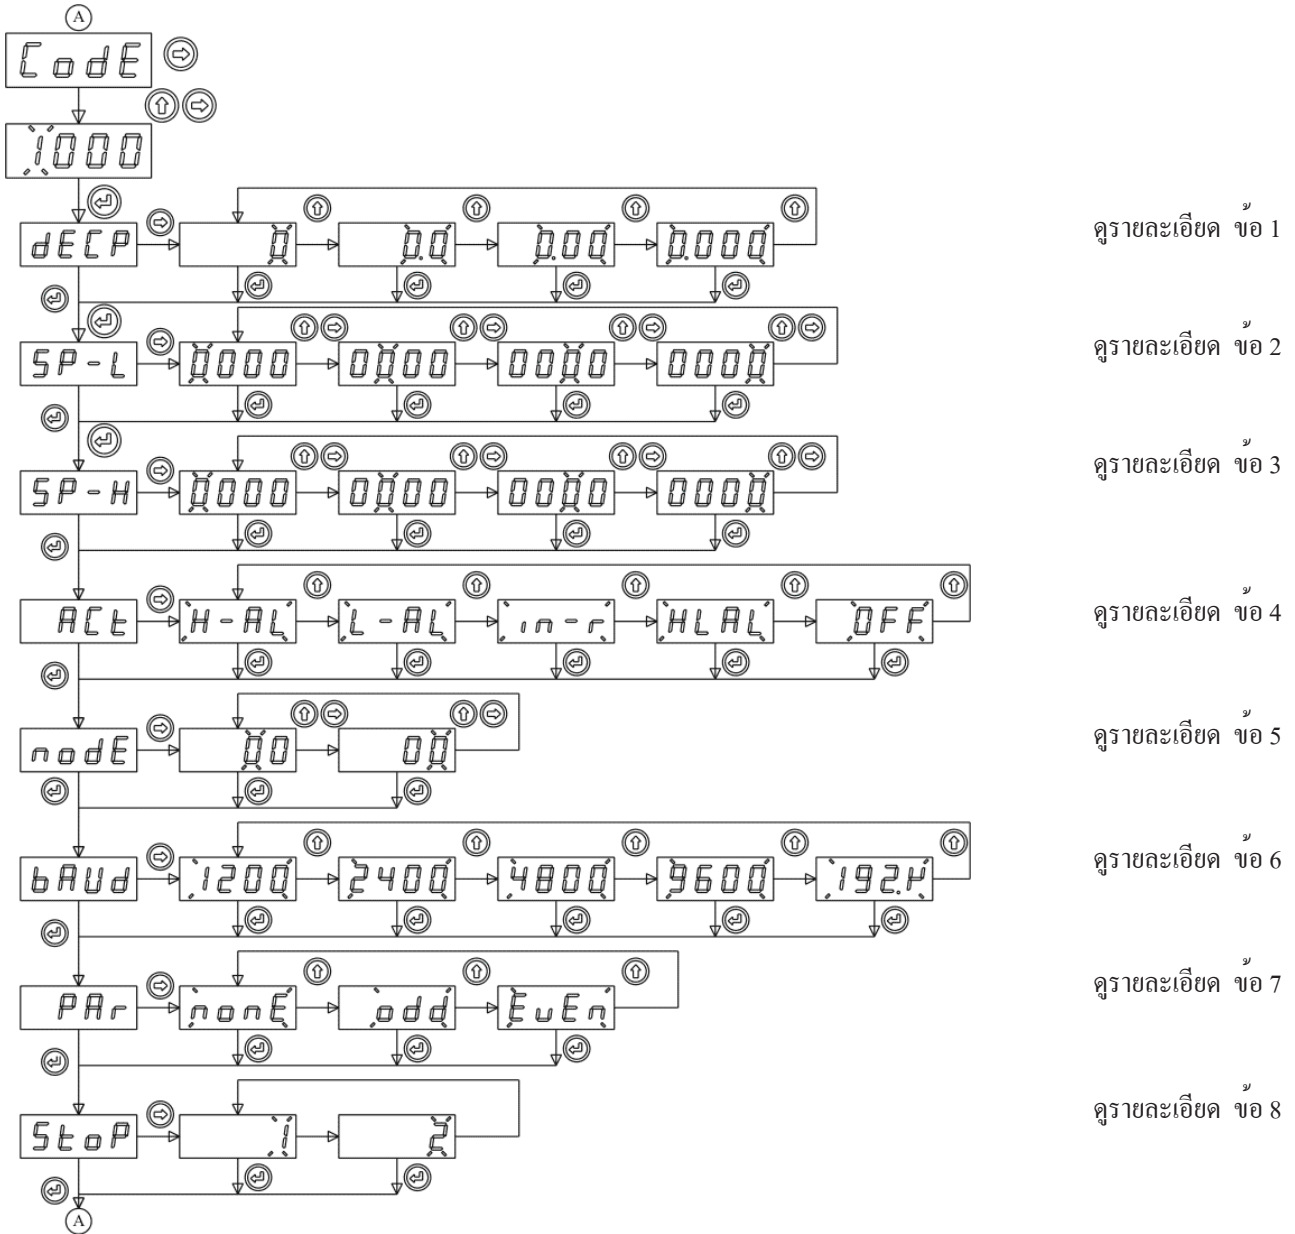 A
CodE
1000
dECP 0 0.0 0.00 0.000 ดูรายละเอียด ข้อ 1
SP-L 0000 0000 0000 0000 ดูรายละเอียด ข้อ 2
SP-H 0000 0000 0000 0000 ดูรายละเอียด ข้อ 3
ACt H-AL L-AL in-r HLAL OFF ดูรายละเอียด ข้อ 4
nodE 00 00 ดูรายละเอียด ข้อ 5
bAUd 1200 2400 4800 9600 192.K ดูรายละเอียด ข้อ 6
PAr nonE odd EvEn ดูรายละเอียด ข้อ 7
StoP 1 2 ดูรายละเอียด ข้อ 8
A